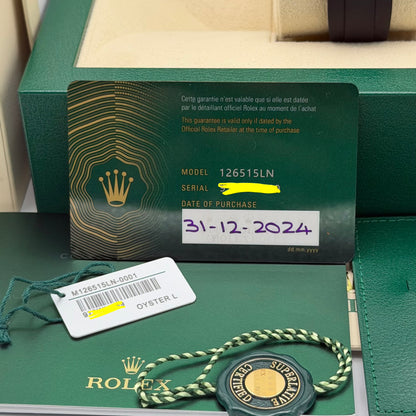 Cette garantie n'est valable que si elle est datée
par le détaillant officiel Rolex au moment de l'achat
This guarantee is valid only if dated by the
Official Rolex Retailer at the time of purchase
MODEL 126515LN
SERIAL
DATE OF PURCHASE
31-12-2024
dd.mm.yyyy
M126515LN-0001
OYSTER L
ROLEX
SUPERLATIVE
CERTIFIED